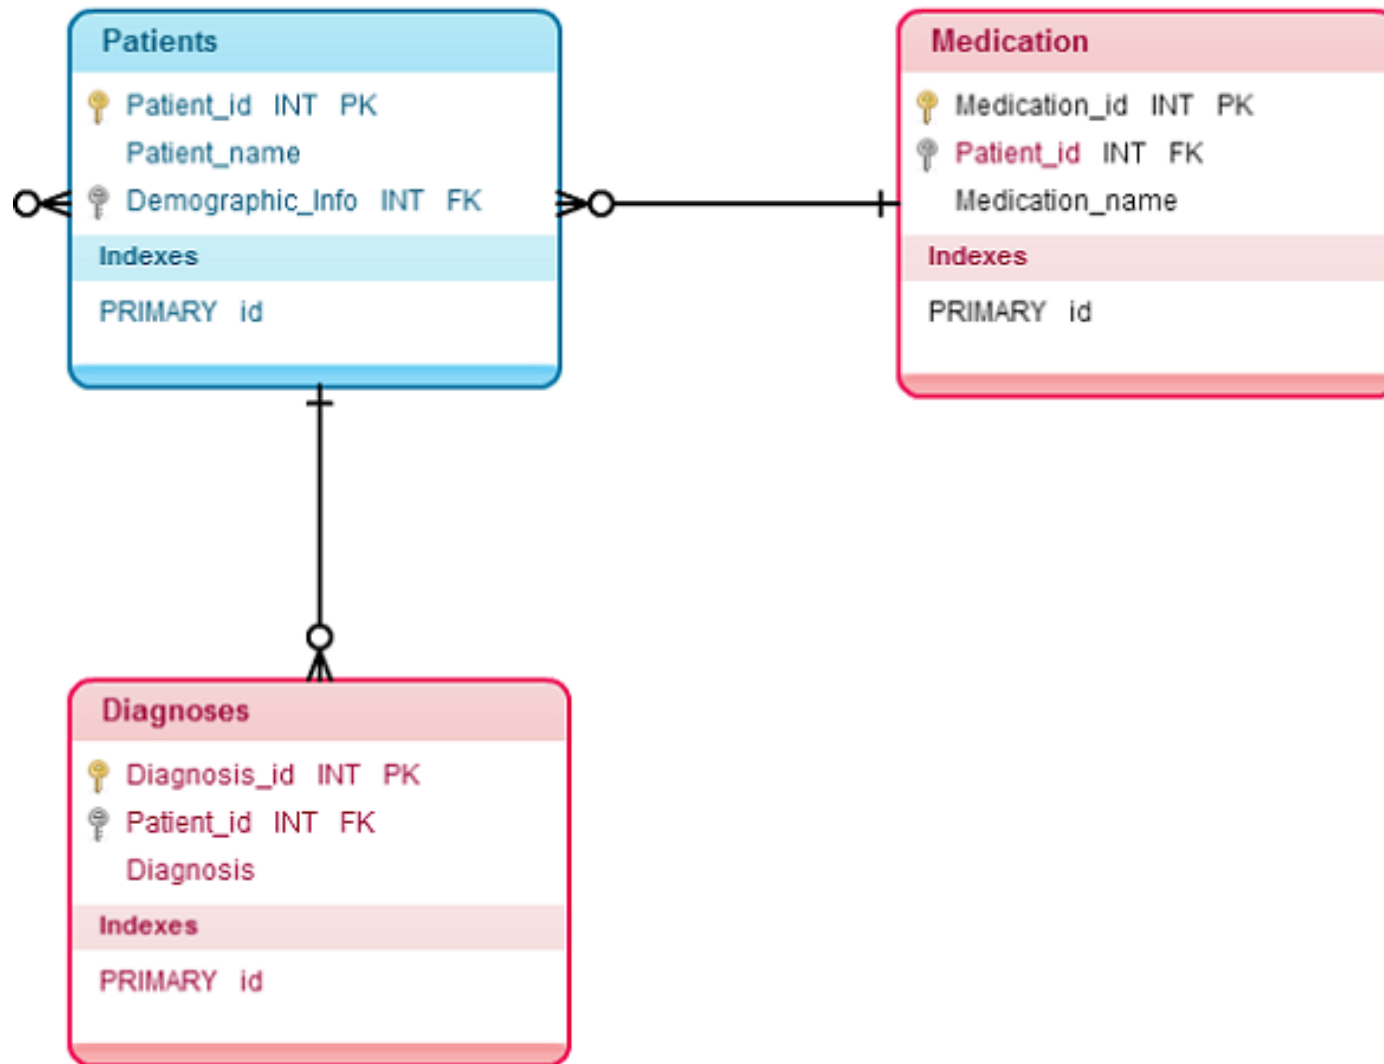 Patients
Patient_id INT PK
Patient_name
Demographic_Info INT FK
Indexes
PRIMARY id
Medication
Medication_id INT PK
Patient_id INT FK
Medication_name
Indexes
PRIMARY id
Diagnoses
Diagnosis_id INT PK
Patient_id INT FK
Diagnosis
Indexes
PRIMARY id